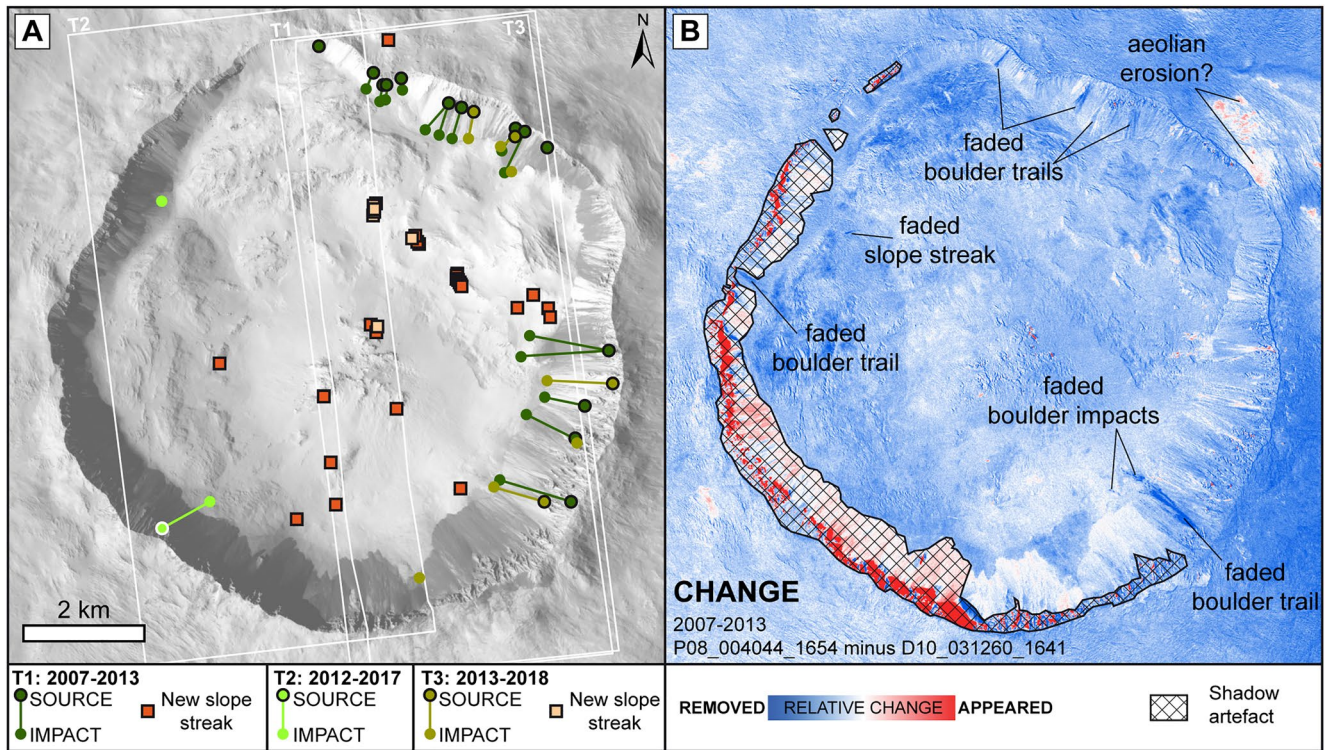 A
T2
T1
T3
N
2 km
T1: 2007-2013
SOURCE
IMPACT
New slope
streak
T2: 2012-2017
SOURCE
IMPACT
T3: 2013-2018
SOURCE
IMPACT
New slope
streak
B
aeolian
erosion?
faded
boulder trails
faded
slope streak
faded
boulder trail
faded
boulder impacts
faded
boulder trail
CHANGE
2007-2013
P08_004044_1654 minus D10_031260_1641
REMOVED RELATIVE CHANGE APPEARED
Shadow
artefact